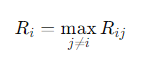 R_i = \max_{j \neq i} R_{ij}